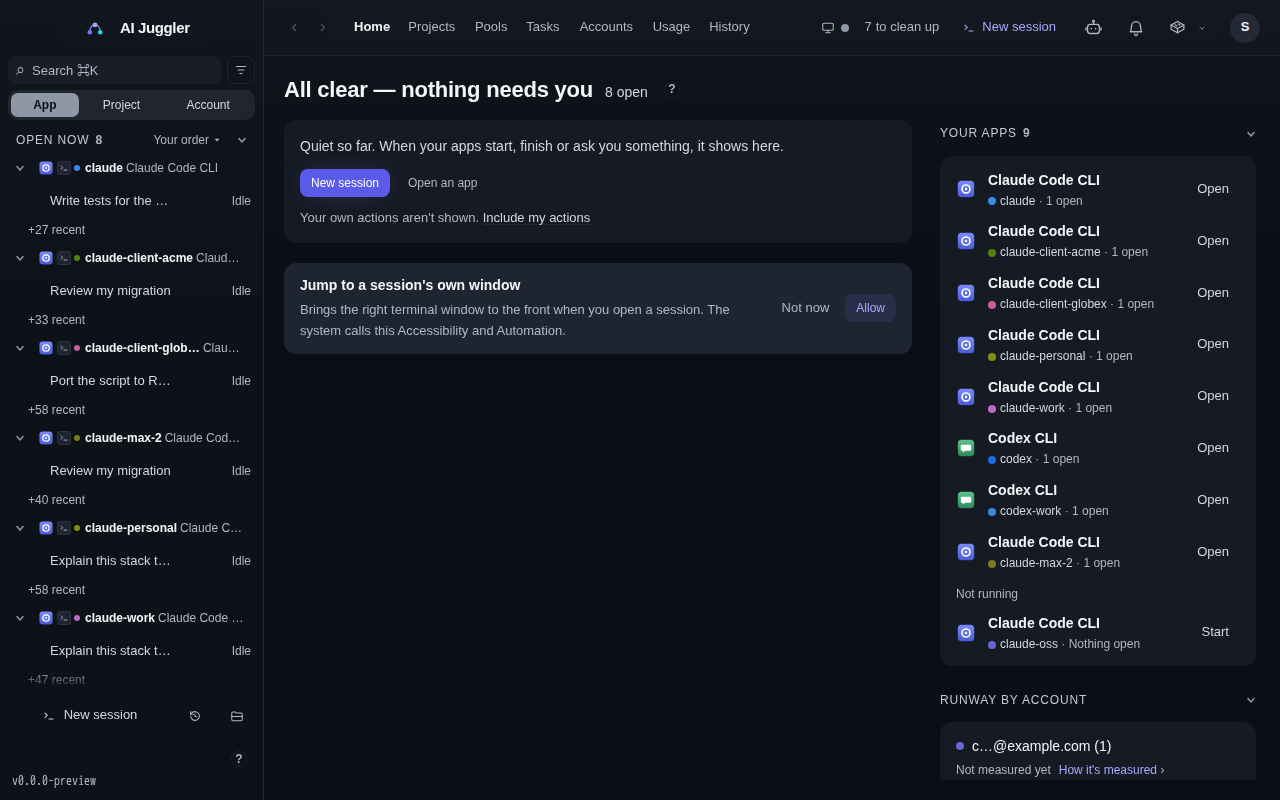 AI Juggler
Home Projects Pools Tasks Accounts Usage History
7 to clean up
New session
S
Search ⌘K
App Project Account
OPEN NOW 8 Your order
claude Claude Code CLI
Write tests for the … Idle
+27 recent
claude-client-acme Claud…
Review my migration Idle
+33 recent
claude-client-glob… Clau…
Port the script to R… Idle
+58 recent
claude-max-2 Claude Cod…
Review my migration Idle
+40 recent
claude-personal Claude C…
Explain this stack t… Idle
+58 recent
claude-work Claude Code …
Explain this stack t… Idle
+47 recent
New session
?
v0.0.0-preview
All clear — nothing needs you 8 open ?
Quiet so far. When your apps start, finish or ask you something, it shows here.
New session Open an app
Your own actions aren't shown. Include my actions
Jump to a session's own window
Brings the right terminal window to the front when you open a session. The
system calls this Accessibility and Automation.
Not now Allow
YOUR APPS 9
Claude Code CLI
claude · 1 open
Open
Claude Code CLI
claude-client-acme · 1 open
Open
Claude Code CLI
claude-client-globex · 1 open
Open
Claude Code CLI
claude-personal · 1 open
Open
Claude Code CLI
claude-work · 1 open
Open
Codex CLI
codex · 1 open
Open
Codex CLI
codex-work · 1 open
Open
Claude Code CLI
claude-max-2 · 1 open
Open
Not running
Claude Code CLI
claude-oss · Nothing open
Start
RUNWAY BY ACCOUNT
c…@example.com (1)
Not measured yet How it's measured ›